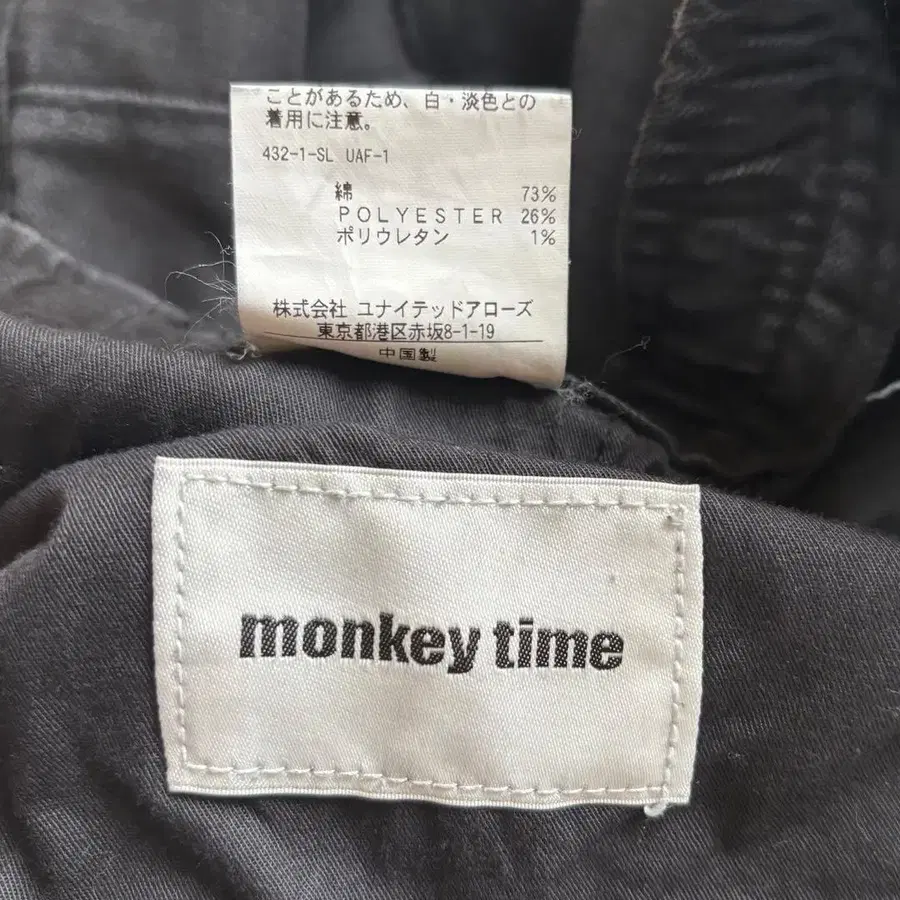 ことがあるため、白・淡色との
着用に注意。
432-1-SL UAF-1
綿 73%
POLYESTER 26%
ポリウレタン 1%
株式会社 ユナイテッドアローズ
東京都港区赤坂8-1-19
中国製
monkey time